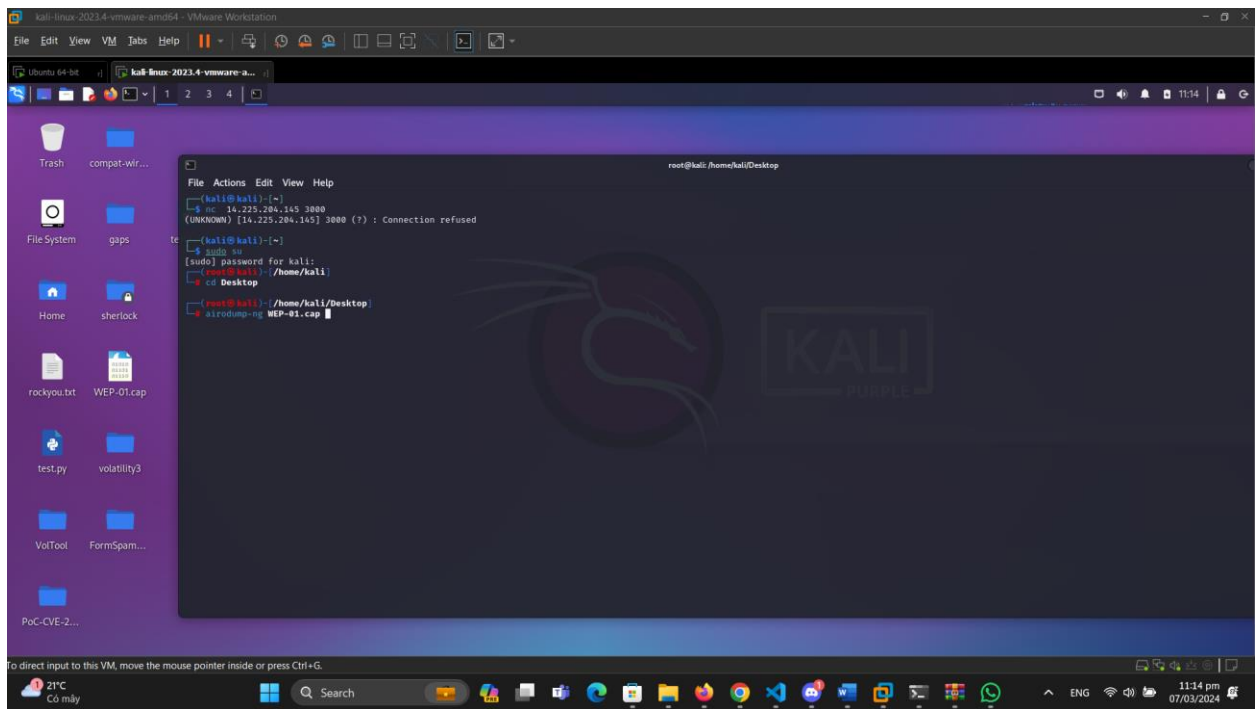 kali-linux-2023.4-vmware-amd64 - VMware Workstation
File Edit View VM Tabs Help
Ubuntu 64-bit kali-linux-2023.4-vmware-a...
1 2 3 4 11:14
Trash compat-wir...
root@kali: /home/kali/Desktop
File Actions Edit View Help
(kali㉿kali)-[~]
$ nc 14.225.204.145 3000
(UNKNOWN) [14.225.204.145] 3000 (?) : Connection refused
File System gaps te
(kali㉿kali)-[~]
$ sudo su
[sudo] password for kali:
(root㉿kali)-[/home/kali]
# cd Desktop
(root㉿kali)-[/home/kali/Desktop]
# airodump-ng WEP-01.cap
Home sherlock
KALI
PURPLE
rockyou.txt WEP-01.cap
test.py volatility3
VolTool FormSpam...
PoC-CVE-2...
To direct input to this VM, move the mouse pointer inside or press Ctrl+G.
1 21°C
Có mây
Search
ENG
11:14 pm
07/03/2024